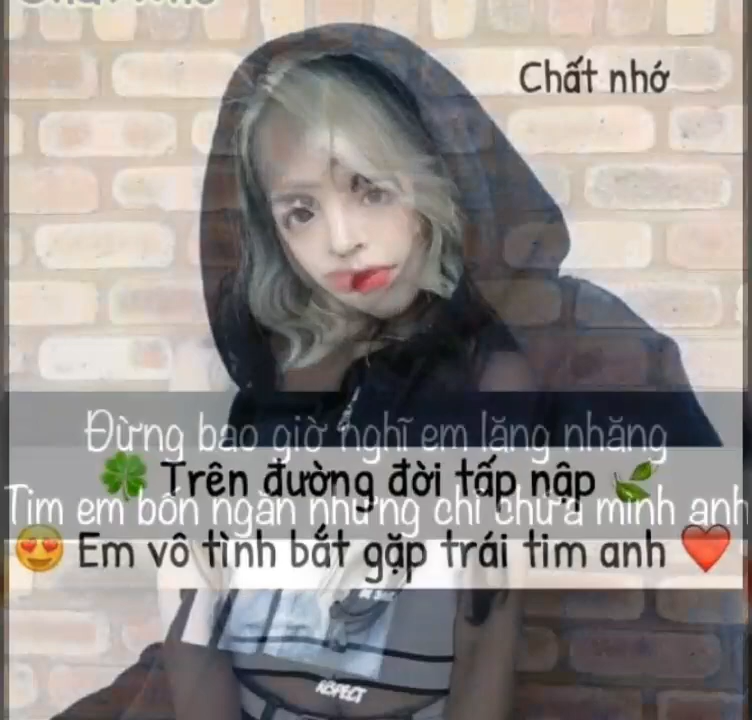 Chất nhớ
Đừng bao giờ nghĩ em lăng nhăng
🍀 Trên đường đời tấp nập 🌿
Tim em bốn ngăn nhưng chỉ chứa mình anh
😍 Em vô tình bắt gặp trái tim anh ❤️
RESPECT